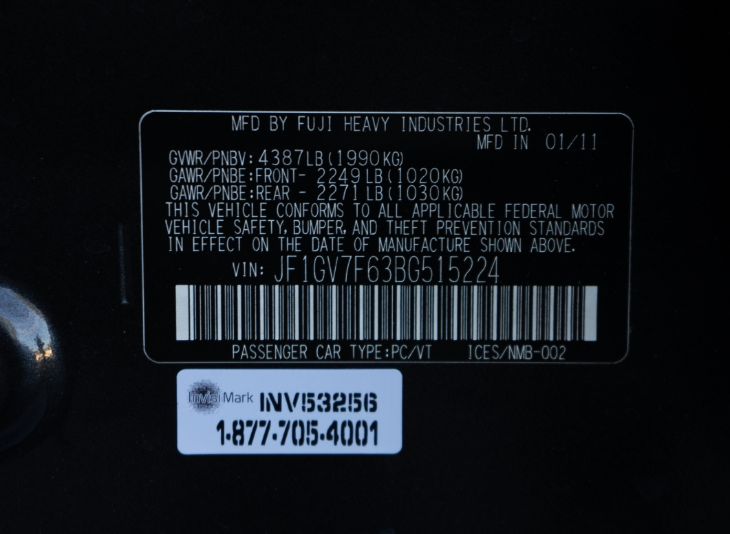 MFD BY FUJI HEAVY INDUSTRIES LTD.
MFD IN 01/11
GVWR/PNBV: 4387LB(1990KG)
GAWR/PNBE:FRONT- 2249LB(1020KG)
GAWR/PNBE:REAR - 2271LB(1030KG)
THIS VEHICLE CONFORMS TO ALL APPLICABLE FEDERAL MOTOR
VEHICLE SAFETY, BUMPER, AND THEFT PREVENTION STANDARDS
IN EFFECT ON THE DATE OF MANUFACTURE SHOWN ABOVE.
VIN: JF1GV7F63BG515224
PASSENGER CAR TYPE:PC/VT ICES/NMB-002
InvisiMark INV53256
1-877-705-4001